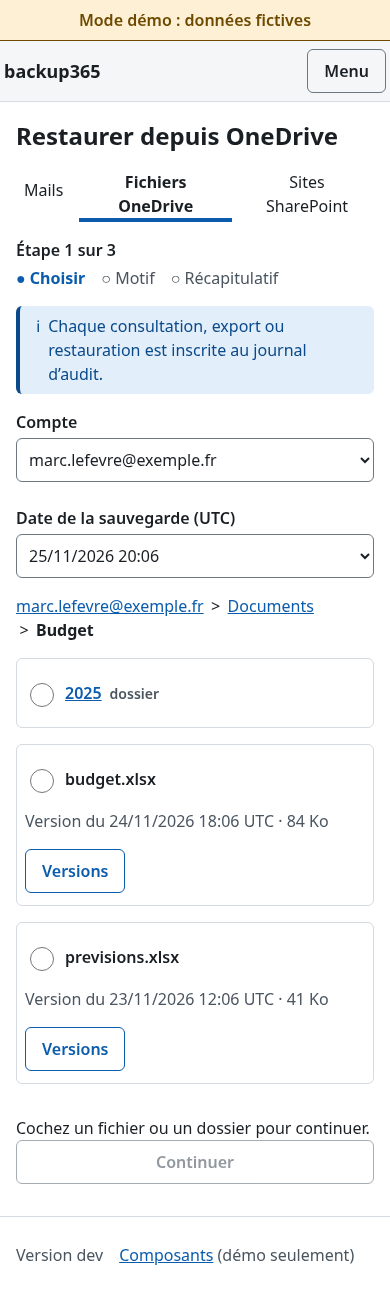 Mode démo : données fictives
backup365
Menu
Restaurer depuis OneDrive
Mails
Fichiers
OneDrive
Sites
SharePoint
Étape 1 sur 3
● Choisir ○ Motif ○ Récapitulatif
i Chaque consultation, export ou
restauration est inscrite au journal
d’audit.
Compte
marc.lefevre@exemple.fr
Date de la sauvegarde (UTC)
25/11/2026 20:06
marc.lefevre@exemple.fr > Documents
> Budget
2025 dossier
budget.xlsx
Version du 24/11/2026 18:06 UTC · 84 Ko
Versions
previsions.xlsx
Version du 23/11/2026 12:06 UTC · 41 Ko
Versions
Cochez un fichier ou un dossier pour continuer.
Continuer
Version dev Composants (démo seulement)